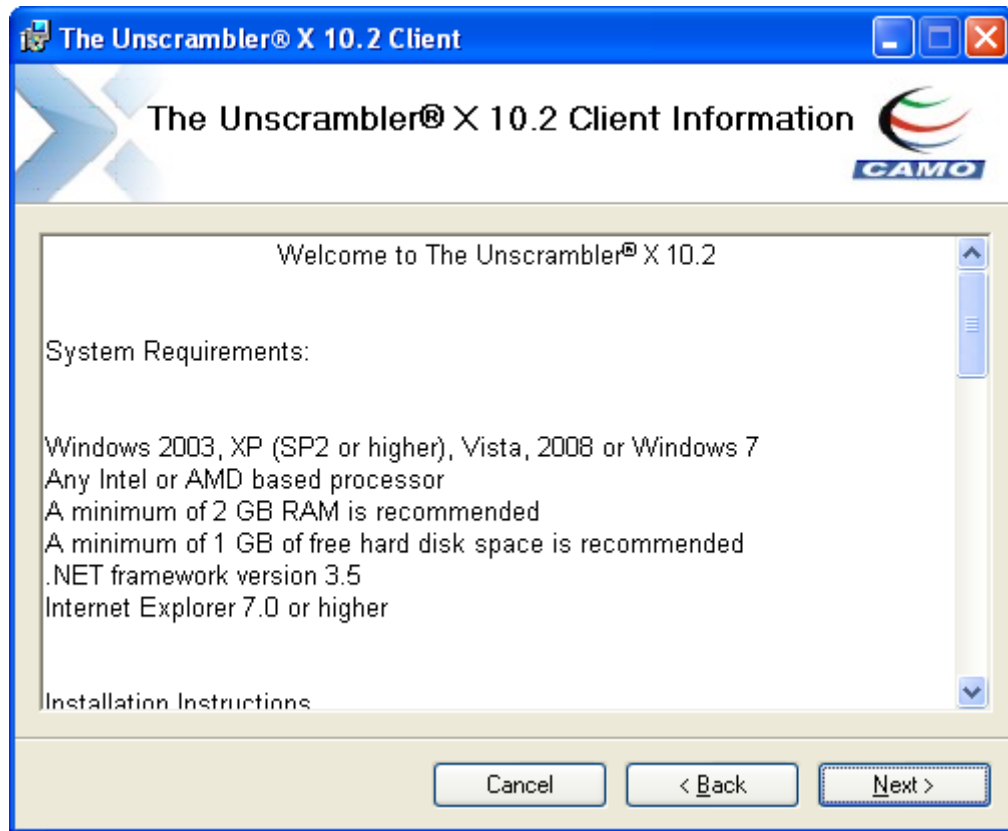 The Unscrambler® X 10.2 Client
The Unscrambler® X 10.2 Client Information
CAMO
Welcome to The Unscrambler® X 10.2
System Requirements:
Windows 2003, XP (SP2 or higher), Vista, 2008 or Windows 7
Any Intel or AMD based processor
A minimum of 2 GB RAM is recommended
A minimum of 1 GB of free hard disk space is recommended
.NET framework version 3.5
Internet Explorer 7.0 or higher
Installation Instructions
Cancel
< Back
Next >